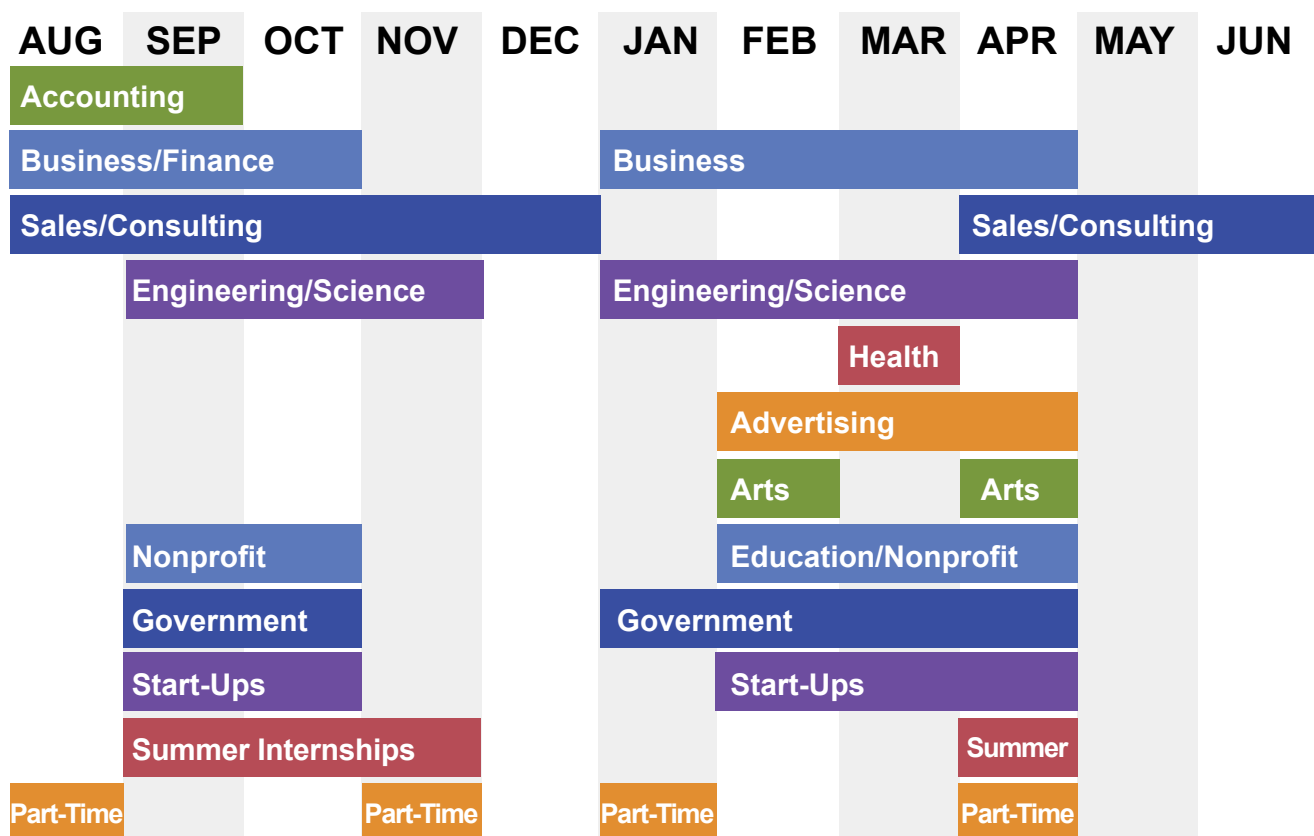 AUG SEP OCT NOV DEC JAN FEB MAR APR MAY JUN
Accounting
Business/Finance Business
Sales/Consulting Sales/Consulting
Engineering/Science Engineering/Science
Health
Advertising
Arts Arts
Nonprofit Education/Nonprofit
Government Government
Start-Ups Start-Ups
Summer Internships Summer
Part-Time Part-Time Part-Time Part-Time